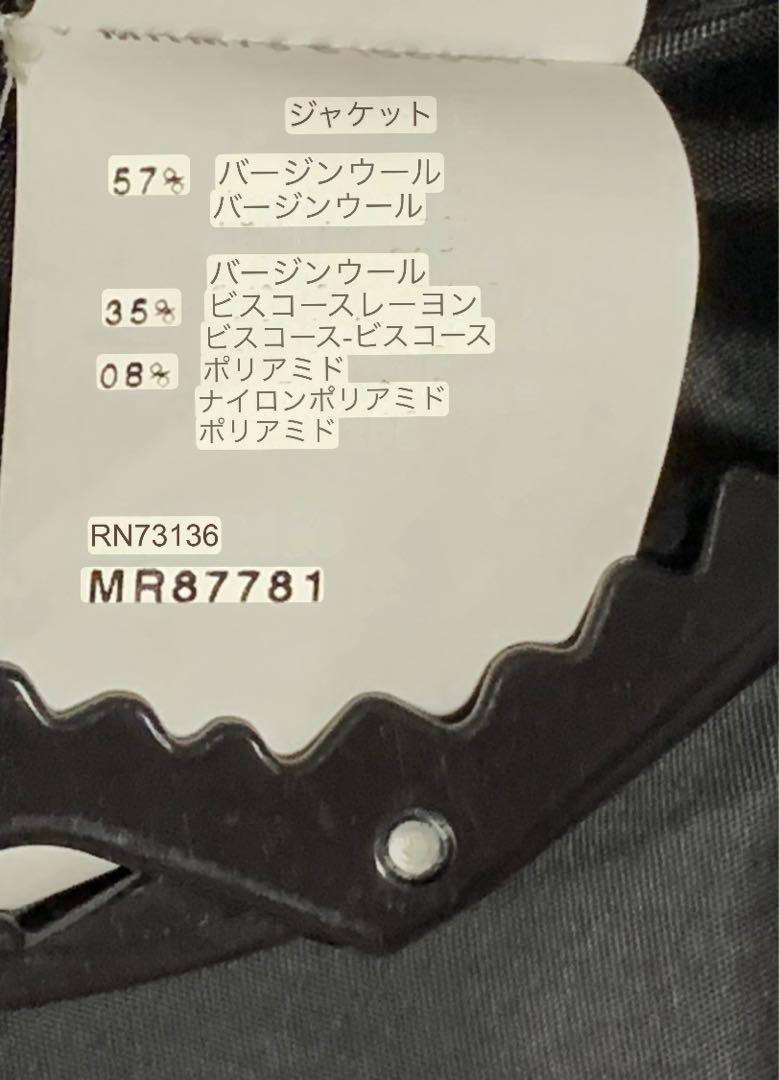 ジャケット
57% バージンウール
バージンウール
バージンウール
35% ビスコースレーヨン
ビスコース-ビスコース
08% ポリアミド
ナイロンポリアミド
ポリアミド
RN73136
MR87781